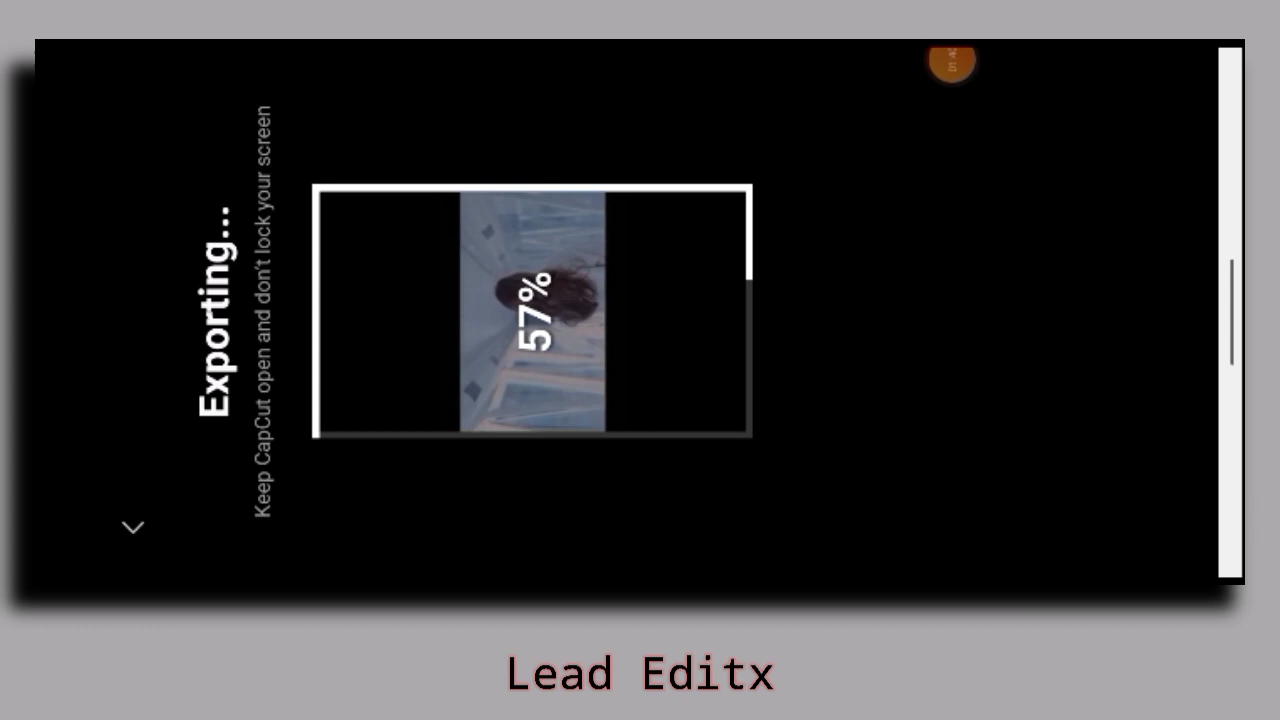 Exporting...
Keep CapCut open and don't lock your screen
57%
Lead Editx